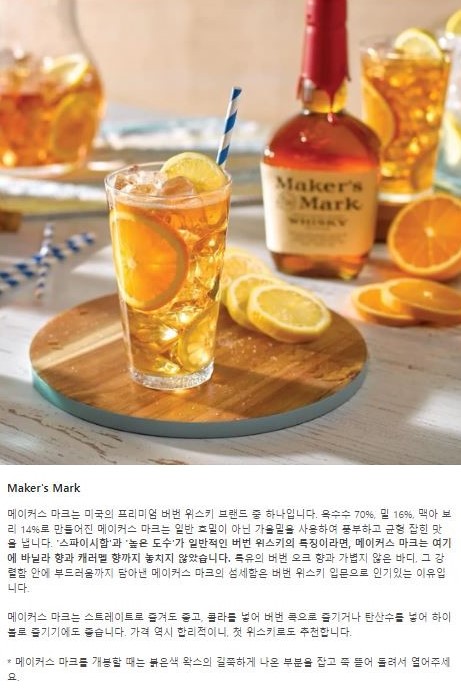 Maker's
Mark
WHISKY
Maker's Mark
메이커스 마크는 미국의 프리미엄 버번 위스키 브랜드 중 하나입니다. 옥수수 70%, 밀 16%, 맥아 보
리 14%로 만들어진 메이커스 마크는 일반 호밀이 아닌 가을밀을 사용하여 풍부하고 균형 잡힌 맛
을 냅니다. '스파이시함'과 '높은 도수'가 일반적인 버번 위스키의 특징이라면, 메이커스 마크는 여기
에 바닐라 향과 캐러멜 향까지 놓치지 않았습니다. 특유의 버번 오크 향과 가볍지 않은 바디, 그 강
렬함 안에 부드러움까지 담아낸 메이커스 마크의 섬세함은 버번 위스키 입문으로 인기있는 이유입
니다.
메이커스 마크는 스트레이트로 즐겨도 좋고, 콜라를 넣어 버번 콕으로 즐기거나 탄산수를 넣어 하이
볼로 즐기기에도 좋습니다. 가격 역시 합리적이니, 첫 위스키로도 추천합니다.
* 메이커스 마크를 개봉할 때는 붉은색 왁스의 길쭉하게 나온 부분을 잡고 쭉 뜯어 돌려서 열어주세
요.